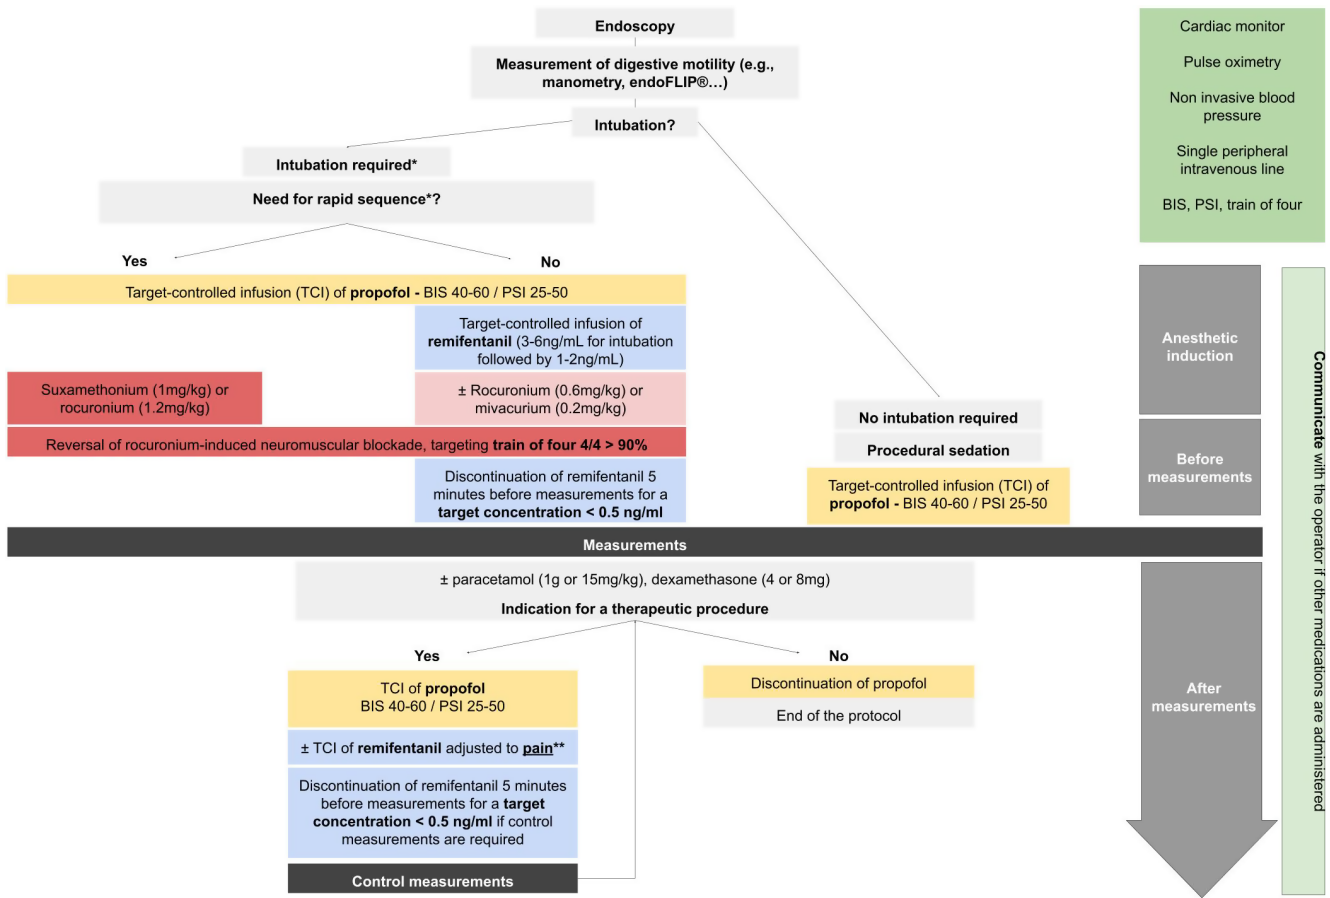 Endoscopy
Measurement of digestive motility (e.g.,
manometry, endoFLIP®...)
Intubation?
Intubation required*
Need for rapid sequence*?
Yes
No
Target-controlled infusion (TCI) of propofol - BIS 40-60 / PSI 25-50
Target-controlled infusion of
remifentanil (3-6ng/mL for intubation
followed by 1-2ng/mL)
Suxamethonium (1mg/kg) or
rocuronium (1.2mg/kg)
± Rocuronium (0.6mg/kg) or
mivacurium (0.2mg/kg)
Reversal of rocuronium-induced neuromuscular blockade, targeting train of four 4/4 > 90%
Discontinuation of remifentanil 5
minutes before measurements for a
target concentration < 0.5 ng/ml
No intubation required
Procedural sedation
Target-controlled infusion (TCI) of
propofol - BIS 40-60 / PSI 25-50
Measurements
± paracetamol (1g or 15mg/kg), dexamethasone (4 or 8mg)
Indication for a therapeutic procedure
Yes
No
TCI of propofol
BIS 40-60 / PSI 25-50
± TCI of remifentanil adjusted to pain**
Discontinuation of remifentanil 5 minutes
before measurements for a target
concentration < 0.5 ng/ml if control
measurements are required
Control measurements
Discontinuation of propofol
End of the protocol
Cardiac monitor
Pulse oximetry
Non invasive blood
pressure
Single peripheral
intravenous line
BIS, PSI, train of four
Anesthetic
induction
Before
measurements
After
measurements
Communicate with the operator if other medications are administered